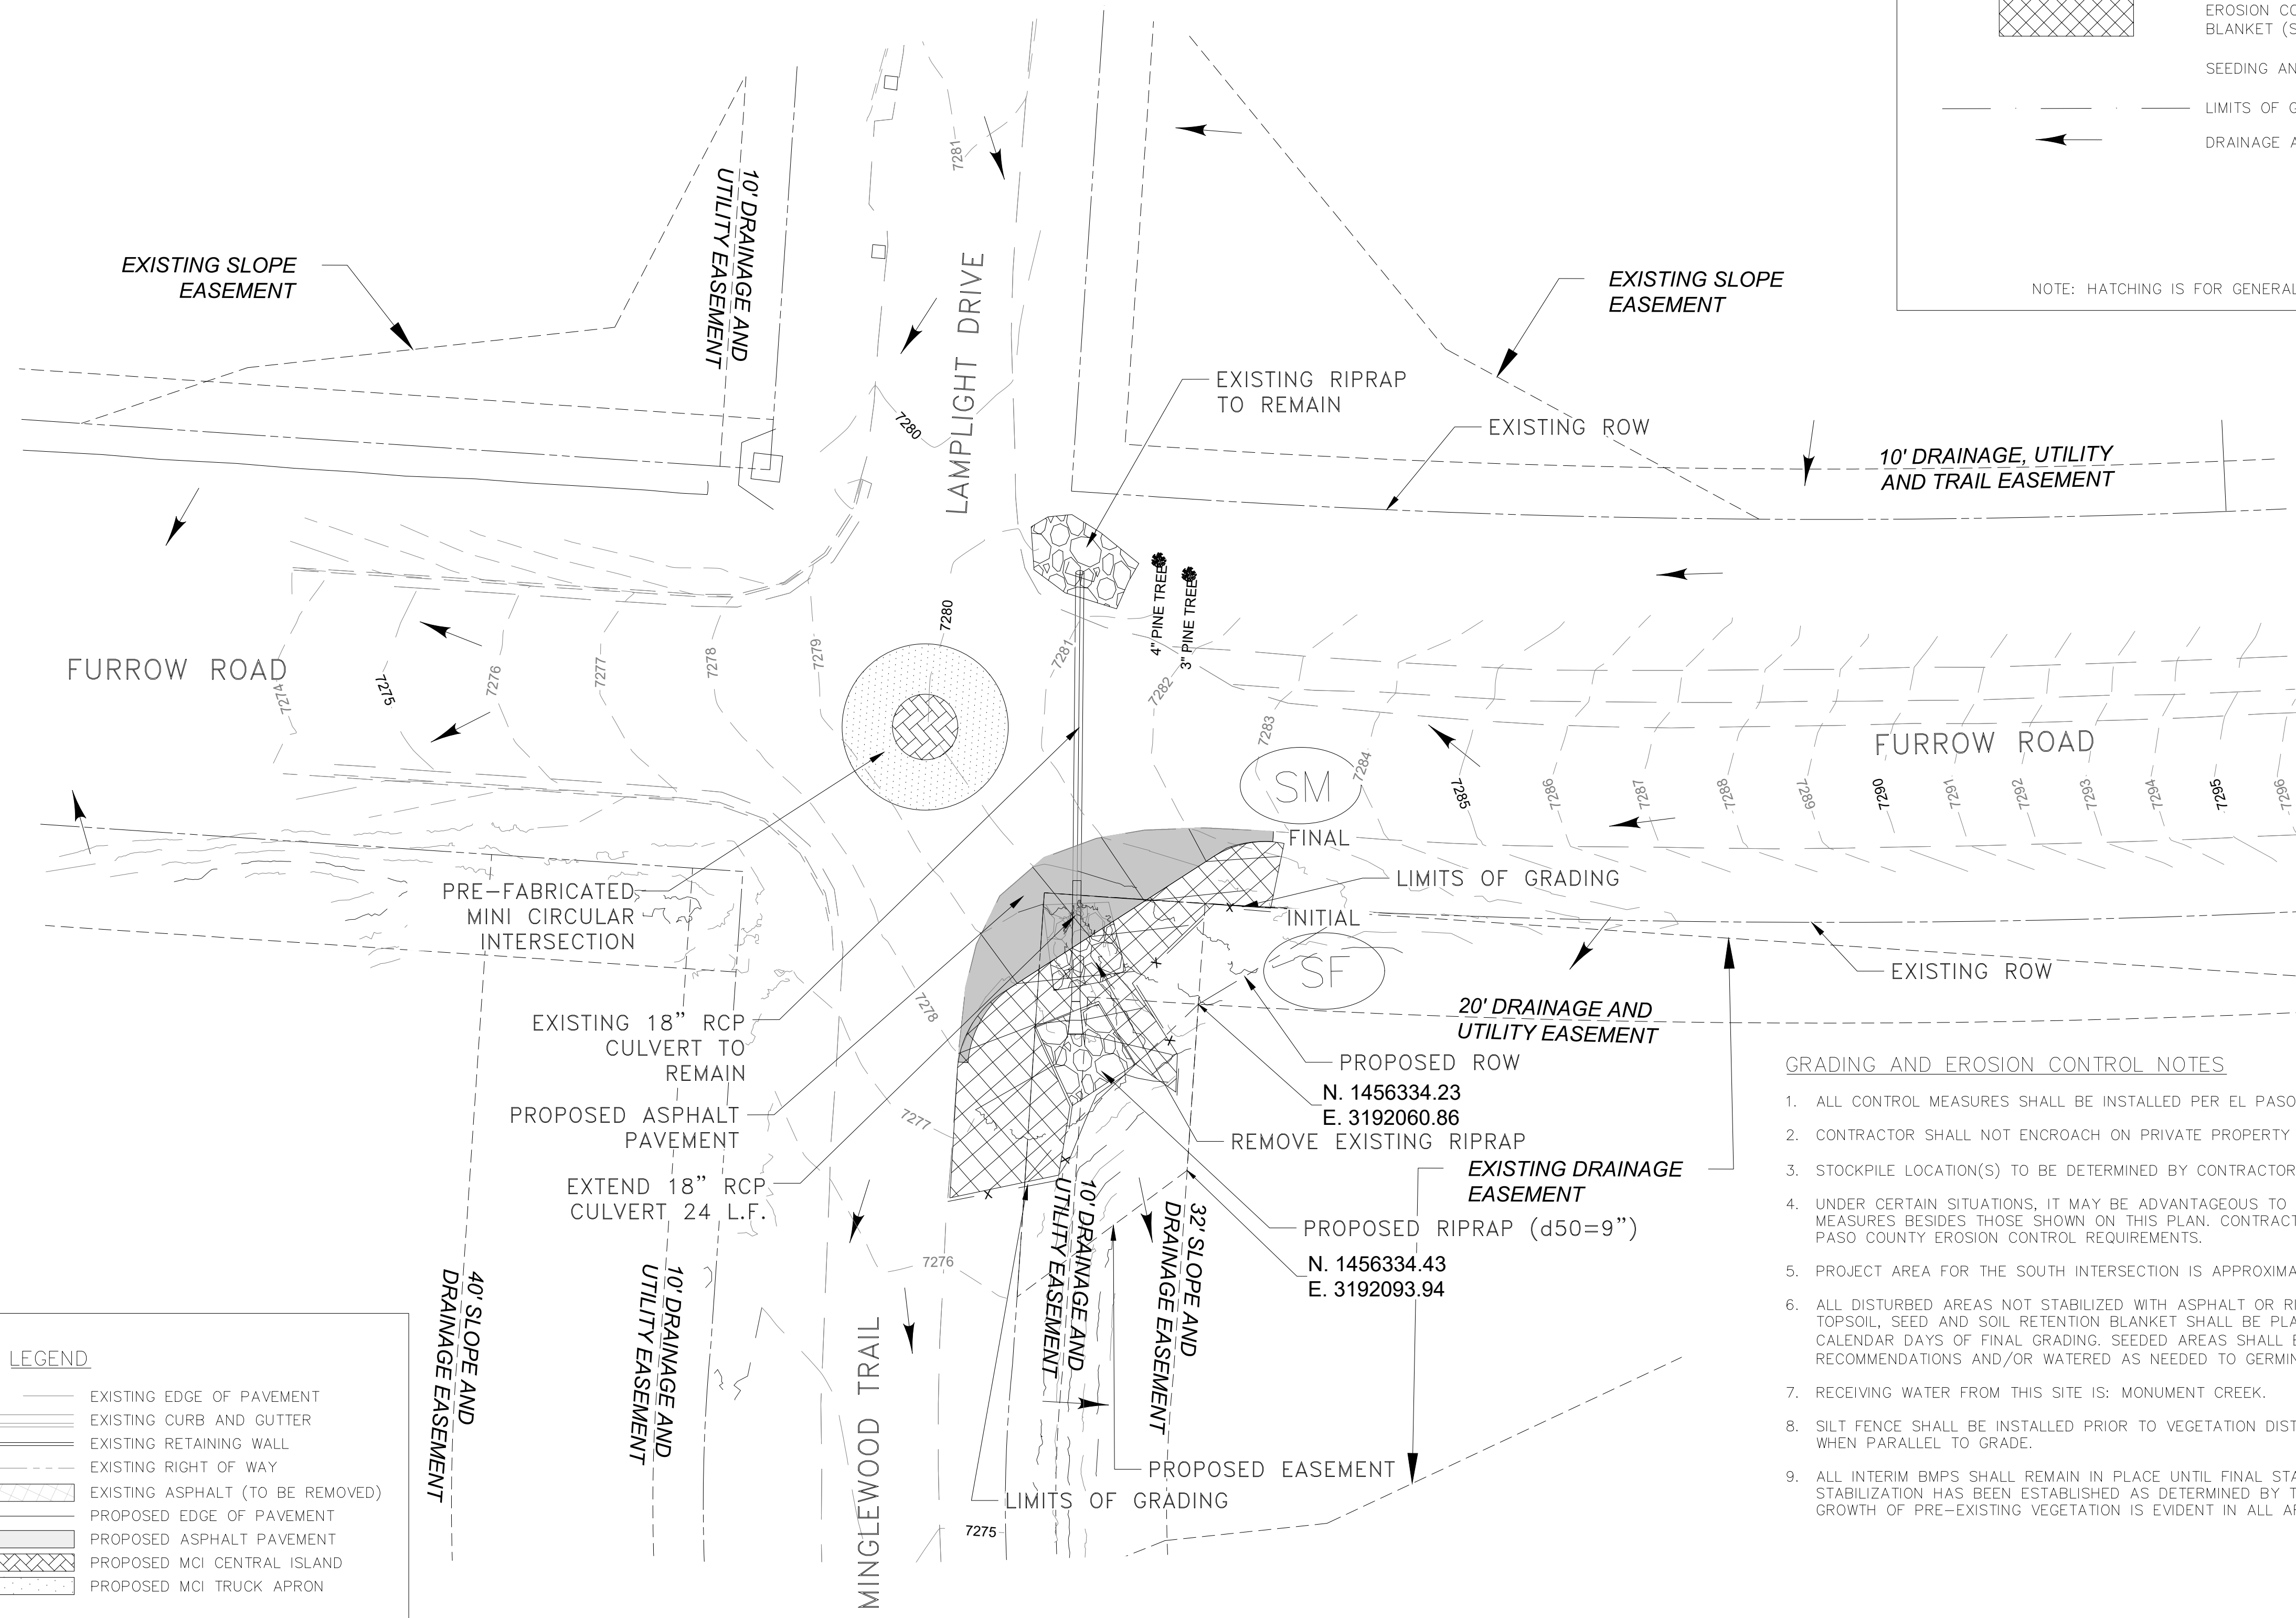 EROSION CO
BLANKET (S
SEEDING AN
LIMITS OF G
DRAINAGE A
NOTE: HATCHING IS FOR GENERAL
10' DRAINAGE AND
UTILITY EASEMENT
7281
LAMPLIGHT DRIVE
EXISTING SLOPE
EASEMENT
EXISTING SLOPE
EASEMENT
EXISTING RIPRAP
TO REMAIN
EXISTING ROW
7280
10' DRAINAGE, UTILITY
AND TRAIL EASEMENT
4" PINE TREE
3" PINE TREE
FURROW ROAD
7274
7275
7276
7277
7278
7279
7280
7281
7282
7283
7284
7285
7286
7287
7288
6827
7290
7291
7292
7293
7294
7295
7296
FURROW ROAD
SM
FINAL
LIMITS OF GRADING
INITIAL
SF
PRE-FABRICATED
MINI CIRCULAR
INTERSECTION
EXISTING ROW
7278
EXISTING 18" RCP
CULVERT TO
REMAIN
20' DRAINAGE AND
UTILITY EASEMENT
PROPOSED ROW
N. 1456334.23
E. 3192060.86
PROPOSED ASPHALT
PAVEMENT
7277
REMOVE EXISTING RIPRAP
EXISTING DRAINAGE
EASEMENT
EXTEND 18" RCP
CULVERT 24 L.F.
PROPOSED RIPRAP (d50=9")
N. 1456334.43
E. 3192093.94
7276
40' SLOPE AND
DRAINAGE EASEMENT
10' DRAINAGE AND
UTILITY EASEMENT
MINGLEWOOD TRAIL
10' DRAINAGE AND
UTILITY EASEMENT
32' SLOPE AND
DRAINAGE EASEMENT
PROPOSED EASEMENT
LIMITS OF GRADING
7275
GRADING AND EROSION CONTROL NOTES
1. ALL CONTROL MEASURES SHALL BE INSTALLED PER EL PASO
2. CONTRACTOR SHALL NOT ENCROACH ON PRIVATE PROPERTY
3. STOCKPILE LOCATION(S) TO BE DETERMINED BY CONTRACTOR
4. UNDER CERTAIN SITUATIONS, IT MAY BE ADVANTAGEOUS TO
MEASURES BESIDES THOSE SHOWN ON THIS PLAN. CONTRACT
PASO COUNTY EROSION CONTROL REQUIREMENTS.
5. PROJECT AREA FOR THE SOUTH INTERSECTION IS APPROXIMA
6. ALL DISTURBED AREAS NOT STABILIZED WITH ASPHALT OR RI
TOPSOIL, SEED AND SOIL RETENTION BLANKET SHALL BE PLA
CALENDAR DAYS OF FINAL GRADING. SEEDED AREAS SHALL B
RECOMMENDATIONS AND/OR WATERED AS NEEDED TO GERMIN
7. RECEIVING WATER FROM THIS SITE IS: MONUMENT CREEK.
8. SILT FENCE SHALL BE INSTALLED PRIOR TO VEGETATION DIST
WHEN PARALLEL TO GRADE.
9. ALL INTERIM BMPS SHALL REMAIN IN PLACE UNTIL FINAL STA
STABILIZATION HAS BEEN ESTABLISHED AS DETERMINED BY T
GROWTH OF PRE-EXISTING VEGETATION IS EVIDENT IN ALL AR
LEGEND
EXISTING EDGE OF PAVEMENT
EXISTING CURB AND GUTTER
EXISTING RETAINING WALL
EXISTING RIGHT OF WAY
EXISTING ASPHALT (TO BE REMOVED)
PROPOSED EDGE OF PAVEMENT
PROPOSED ASPHALT PAVEMENT
PROPOSED MCI CENTRAL ISLAND
PROPOSED MCI TRUCK APRON